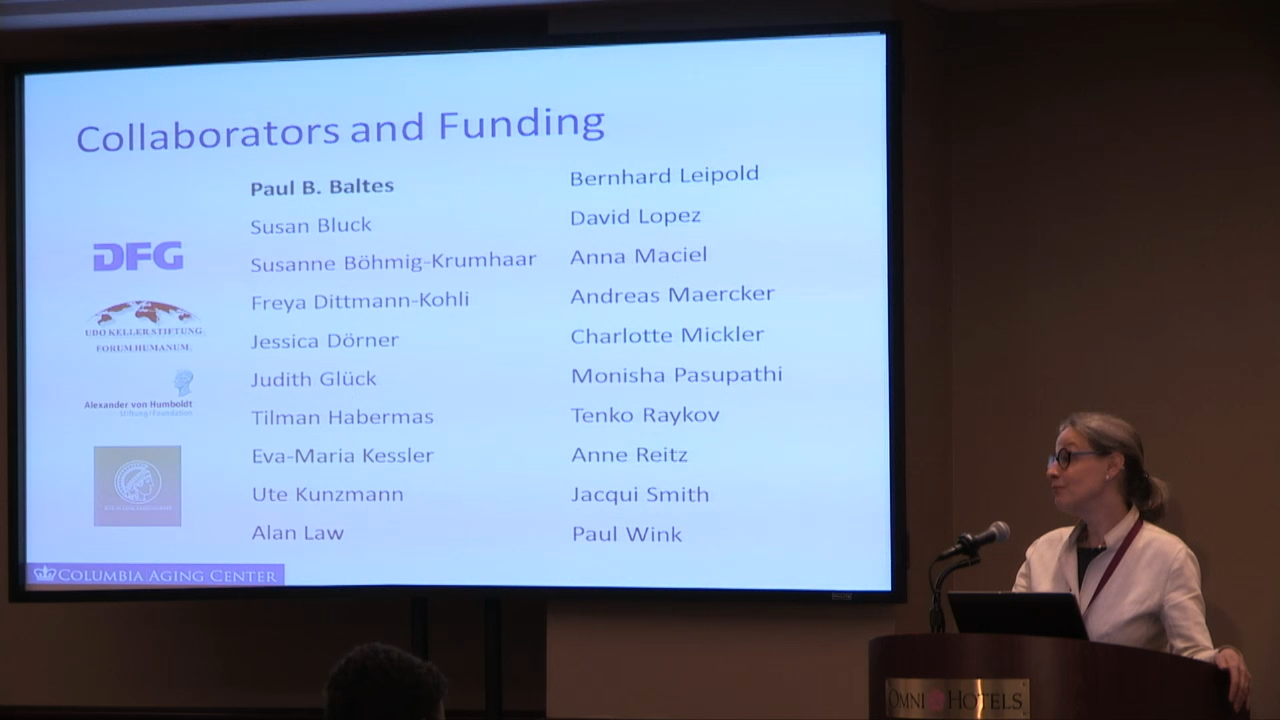 Collaborators and Funding
Paul B. Baltes
Susan Bluck
Susanne Böhmig-Krumhaar
Freya Dittmann-Kohli
Jessica Dörner
Judith Glück
Tilman Habermas
Eva-Maria Kessler
Ute Kunzmann
Alan Law
Bernhard Leipold
David Lopez
Anna Maciel
Andreas Maercker
Charlotte Mickler
Monisha Pasupathi
Tenko Raykov
Anne Reitz
Jacqui Smith
Paul Wink
DFG
UDO KELLER STIFTUNG
FORUM HUMANUM
Alexander von Humboldt
Stiftung/Foundation
COLUMBIA AGING CENTER
OMNI HOTELS